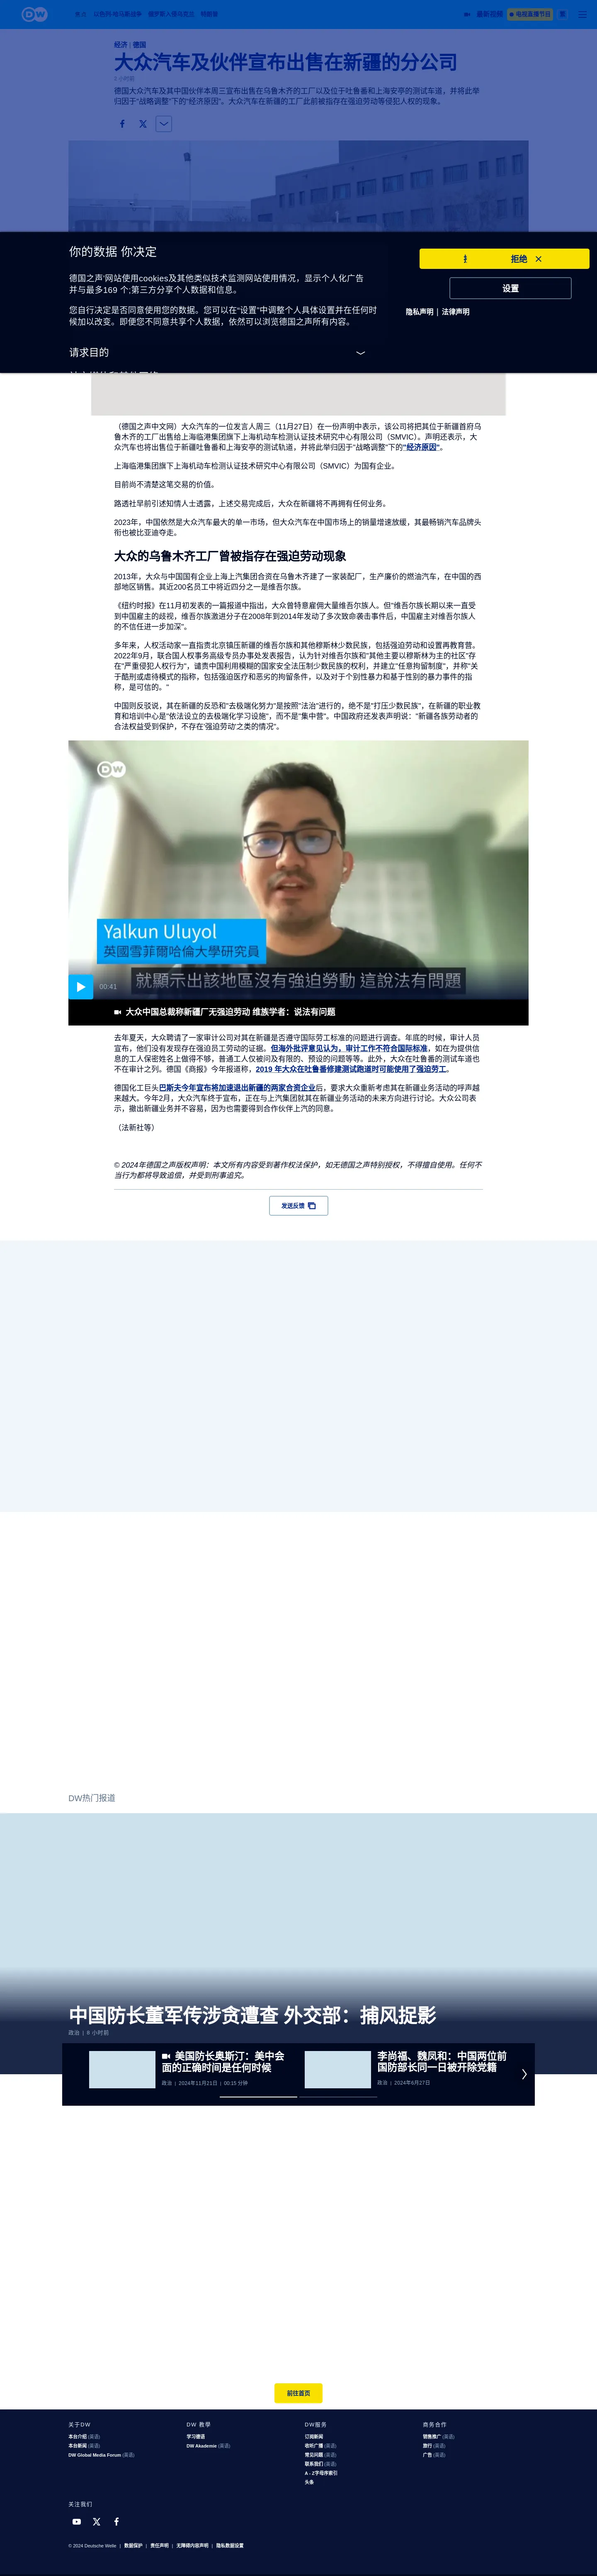 DW
最新视频
电视直播节目
经济 | 德国
大众汽车及伙伴宣布出售在新疆的分公司
德国大众汽车及其中国伙伴本周三宣布出售在乌鲁木齐的工厂以及位于吐鲁番和上海安亭的测试车道，并将此举
归因于"战略调整"下的"经济原因"。大众汽车在新疆的工厂此前被指存在强迫劳动等侵犯人权的现象。
你的数据 你决定
德国之声'网站使用cookies及其他类似技术监测网站使用情况，显示个人化广告
并与最多169 个;第三方分享个人数据和信息。
您自行决定是否同意使用您的数据。您可以在"设置"中调整个人具体设置并在任何时
候加以改变。即便您不同意共享个人数据，依然可以浏览德国之声所有内容。
请求目的
拒绝
设置
隐私声明 | 法律声明
（德国之声中文网）大众汽车的一位发言人周三（11月27日）在一份声明中表示，该公司将把其位于新疆首府乌
鲁木齐的工厂出售给上海临港集团旗下上海机动车检测认证技术研究中心有限公司（SMVIC）。声明还表示，大
众汽车也将出售位于新疆吐鲁番和上海安亭的测试轨道，并将此举归因于"战略调整"下的"经济原因"。
上海临港集团旗下上海机动车检测认证技术研究中心有限公司（SMVIC）为国有企业。
目前尚不清楚这笔交易的价值。
路透社早前引述知情人士透露，上述交易完成后，大众在新疆将不再拥有任何业务。
2023年，中国依然是大众汽车最大的单一市场，但大众汽车在中国市场上的销量增速放缓，其最畅销汽车品牌头
衔也被比亚迪夺走。
大众的乌鲁木齐工厂曾被指存在强迫劳动现象
2013年，大众与中国国有企业上海上汽集团合资在乌鲁木齐建了一家装配厂，生产廉价的燃油汽车，在中国的西
部地区销售。其近200名员工中将近四分之一是维吾尔族。
《纽约时报》在11月初发表的一篇报道中指出，大众曾特意雇佣大量维吾尔族人。但"维吾尔族长期以来一直受
到中国雇主的歧视，维吾尔族激进分子在2008年到2014年发动了多次致命袭击事件后，中国雇主对维吾尔族人
的不信任进一步加深"。
多年来，人权活动家一直指责北京镇压新疆的维吾尔族和其他穆斯林少数民族，包括强迫劳动和设置再教育营。
2022年9月，联合国人权事务高级专员办事处发表报告，认为针对维吾尔族和"其他主要以穆斯林为主的社区"存
在"严重侵犯人权行为"，谴责中国利用模糊的国家安全法压制少数民族的权利，并建立"任意拘留制度"，并称"关
于酷刑或虐待模式的指称，包括强迫医疗和恶劣的拘留条件，以及对于个别性暴力和基于性别的暴力事件的指
称，是可信的。"
中国则反驳说，其在新疆的反恐和"去极端化努力"是按照"法治"进行的，绝不是"打压少数民族"，在新疆的职业教
育和培训中心是"依法设立的去极端化学习设施"，而不是"集中营"。中国政府还发表声明说："新疆各族劳动者的
合法权益受到保护，不存在'强迫劳动'之类的情况"。
DW
Yalkun Uluyol
英國雪菲爾哈倫大學研究員
就顯示出該地區沒有強迫勞動 這說法有問題
00:41
大众中国总裁称新疆厂无强迫劳动 维族学者：说法有问题
去年夏天，大众聘请了一家审计公司对其在新疆是否遵守国际劳工标准的问题进行调查。年底的时候，审计人员
宣布，他们没有发现存在强迫员工劳动的证据。但海外批评意见认为，审计工作不符合国际标准，如在提供信息
的员工人保密姓名上做得不够，普通工人仅被问及有限的、预设的问题等等。此外，大众在吐鲁番的测试车道也
不在审计之列。德国《商报》今年报道称，2019 年大众在吐鲁番修建测试跑道时可能使用了强迫劳工。
德国化工巨头巴斯夫今年宣布将加速退出新疆的两家合资企业后，要求大众重新考虑其在新疆业务活动的呼声越
来越大。今年2月，大众汽车终于宣布，正在与上汽集团就其在新疆业务活动的未来方向进行讨论。大众公司表
示，撤出新疆业务并不容易，因为也需要得到合作伙伴上汽的同意。
（法新社等）
© 2024年德国之声版权声明：本文所有内容受到著作权法保护，如无德国之声特别授权，不得擅自使用。任何不
当行为都将导致追偿，并受到刑事追究。
发送反馈
DW热门报道
中国防长董军传涉贪遭查 外交部：捕风捉影
政治 | 8 小时前
美国防长奥斯汀：美中会
面的正确时间是任何时候
政治 | 2024年11月21日 | 00:15 分钟
李尚福、魏凤和：中国两位前
国防部长同一日被开除党籍
政治 | 2024年6月27日
前往首页
关于DW
本台介绍 (英语)
本台新闻 (英语)
DW Global Media Forum (英语)
DW 教學
学习德语
DW Akademie (英语)
DW服务
订阅新闻
收听广播 (英语)
常见问题 (英语)
联系我们 (英语)
A - Z字母序索引
头条
商务合作
销售推广 (英语)
旅行 (英语)
广告 (英语)
关注我们
© 2024 Deutsche Welle | 数据保护 | 责任声明 | 无障碍内容声明 | 隐私数据设置